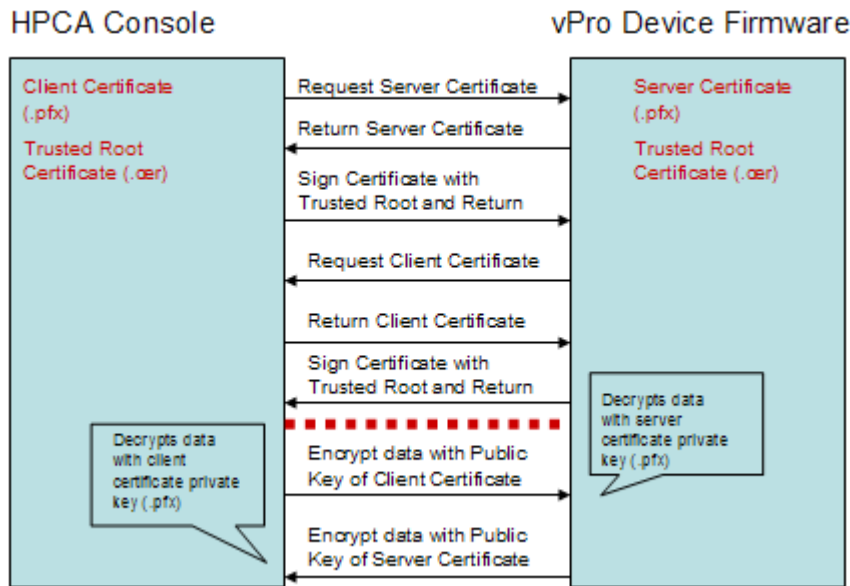 HPCA Console
vPro Device Firmware
Client Certificate
(.pfx)
Trusted Root
Certificate (.cer)
Request Server Certificate
Return Server Certificate
Sign Certificate with
Trusted Root and Return
Request Client Certificate
Return Client Certificate
Sign Certificate with
Trusted Root and Return
Encrypt data with Public
Key of Client Certificate
Encrypt data with Public
Key of Server Certificate
Decrypts data
with client
certificate private
key (.pfx)
Server Certificate
(.pfx)
Trusted Root
Certificate (.cer)
Decrypts data
with server
certificate private
key (.pfx)